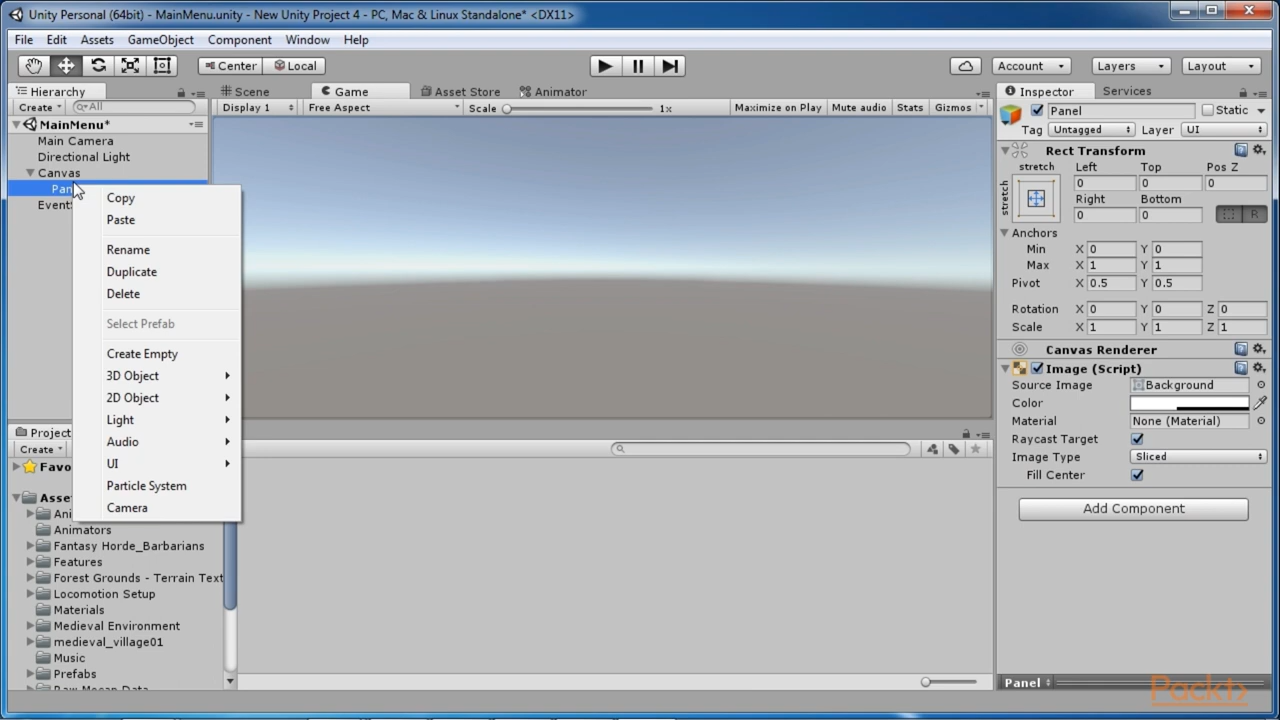 Unity Personal (64bit) - MainMenu.unity - New Unity Project 4 - PC, Mac & Linux Standalone* <DX11>
File Edit Assets GameObject Component Window Help
Center Local Account Layers Layout
Hierarchy Scene Game Asset Store Animator Inspector Services
Create All Display 1 Free Aspect Scale 1x Maximize on Play Mute audio Stats Gizmos
Panel Static
MainMenu*
Tag Untagged Layer UI
Main Camera
Directional Light
Canvas
Copy
Paste
Rename
Duplicate
Delete
Select Prefab
Create Empty
3D Object
2D Object
Light
Audio
UI
Particle System
Camera
Rect Transform
stretch Left Top Pos Z
stretch 0 0 0
Right Bottom
0 0 R
Anchors
Min X 0 Y 0
Max X 1 Y 1
Pivot X 0.5 Y 0.5
Rotation X 0 Y 0 Z 0
Scale X 1 Y 1 Z 1
Canvas Renderer
Image (Script)
Source Image Background
Color
Material None (Material)
Raycast Target
Image Type Sliced
Fill Center
Add Component
Project
Create
Animators
Fantasy Horde_Barbarians
Features
Forest Grounds - Terrain Text
Locomotion Setup
Materials
Medieval Environment
medieval_village01
Music
Prefabs
Panel
Packt>